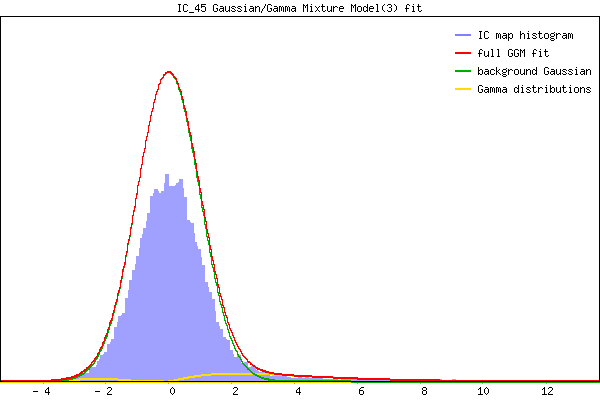 IC_45 Gaussian/Gamma Mixture Model(3) fit
IC map histogram
full GGM fit
background Gaussian
Gamma distributions
-4 -2 0 2 4 6 8 10 12